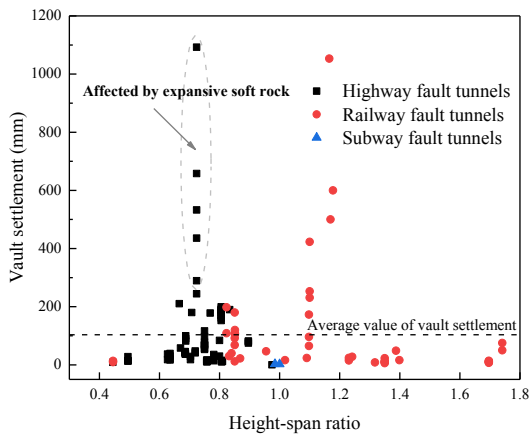 1200
1000
800
600
400
200
0
Vault settlement (mm)
Affected by expansive soft rock
Highway fault tunnels
Railway fault tunnels
Subway fault tunnels
Average value of vault settlement
0.4 0.6 0.8 1.0 1.2 1.4 1.6 1.8
Height-span ratio